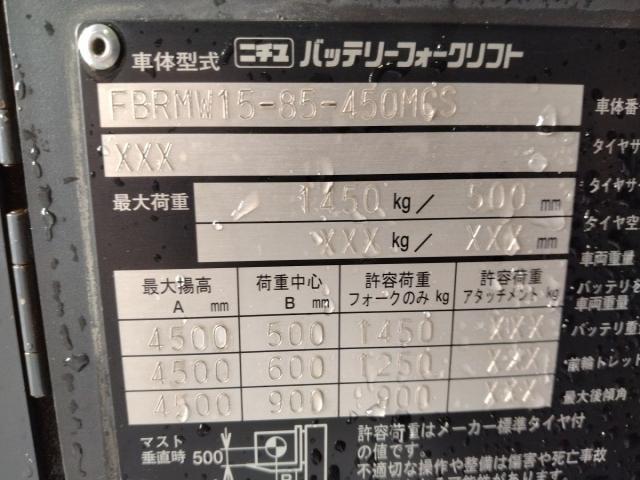 車体型式 ニチユ バッテリーフォークリフト
FBRMW15-85-450MCS
車体番
XXX
タイヤサ
最大荷重 1450 kg/ 500 mm
タイヤサ
XXX kg/ XXX mm
タイヤ空
車両重量
最大揚高 A mm 荷重中心 B mm 許容荷重 フォークのみ kg 許容荷重 アタッチメント kg
バッテリを
車両重量
4500 500 1450 XXX
バッテリ重
4500 600 1250 XXX
前輪トレッド
4500 900 900 XXX
最大後傾角
マスト 垂直時 500
B
許容荷重はメーカー標準タイヤ付
の値です。
不適切な操作や整備は傷害や死亡事故